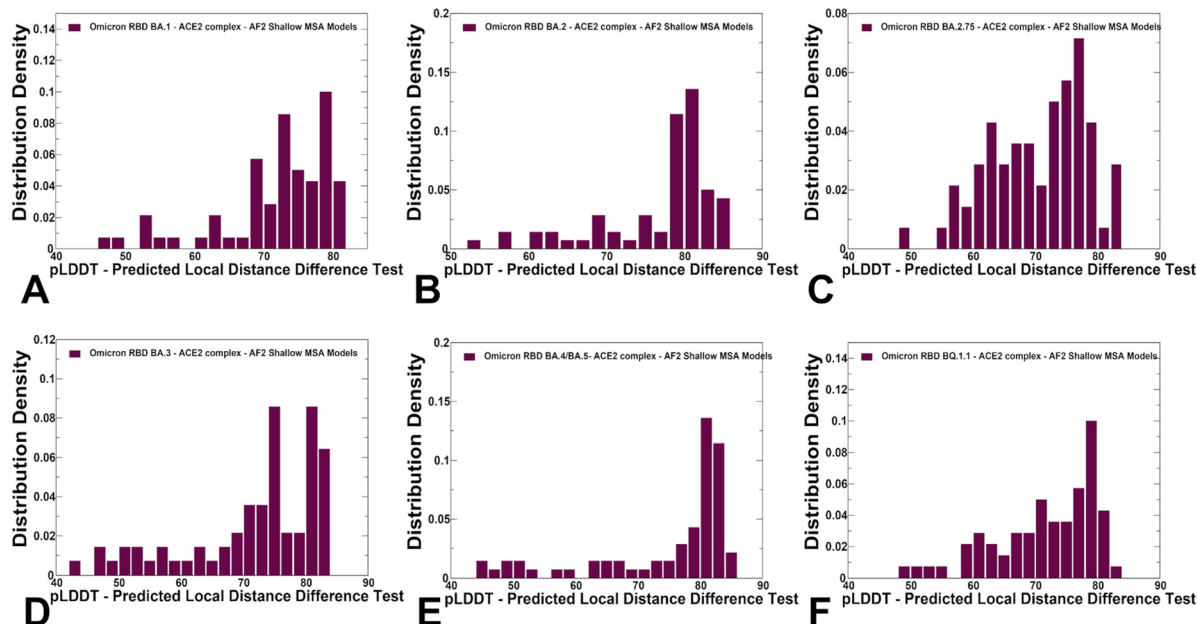 Distribution Density
0.14
0.12
0.1
0.08
0.06
0.04
0.02
0
Omicron RBD BA.1 - ACE2 complex - AF2 Shallow MSA Models
40 50 60 70 80
pLDDT - Predicted Local Distance Difference Test
A
Distribution Density
0.2
0.15
0.1
0.05
0
Omicron RBD BA.2 - ACE2 complex - AF2 Shallow MSA Models
50 60 70 80 90
pLDDT - Predicted Local Distance Difference Test
B
Distribution Density
0.08
0.06
0.04
0.02
0
Omicron RBD BA.2.75 - ACE2 complex - AF2 Shallow MSA Models
40 50 60 70 80 90
pLDDT - Predicted Local Distance Difference Test
C
Distribution Density
0.12
0.1
0.08
0.06
0.04
0.02
0
Omicron RBD BA.3 - ACE2 complex - AF2 Shallow MSA Models
40 50 60 70 80 90
pLDDT - Predicted Local Distance Difference Test
D
Distribution Density
0.2
0.15
0.1
0.05
0
Omicron RBD BA.4/BA.5- ACE2 complex - AF2 Shallow MSA Models
40 50 60 70 80 90
pLDDT - Predicted Local Distance Difference Test
E
Distribution Density
0.14
0.12
0.1
0.08
0.06
0.04
0.02
0
Omicron RBD BQ.1.1 - ACE2 complex - AF2 Shallow MSA Models
40 50 60 70 80 90
pLDDT - Predicted Local Distance Difference Test
F